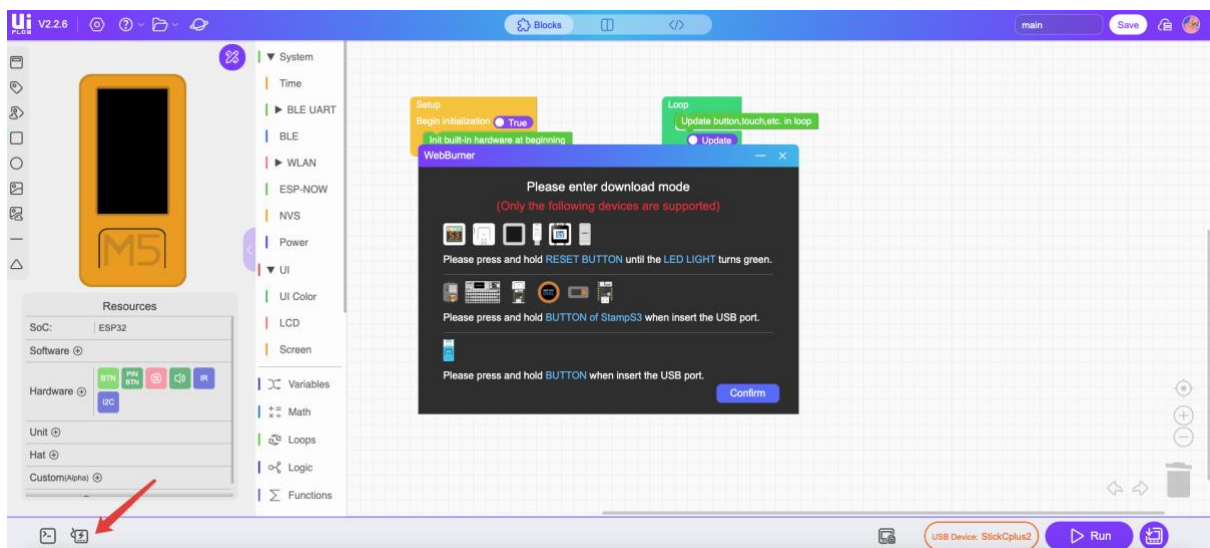 Ui
FLOW
V2.2.6
Blocks
</>
main
Save
System
Time
BLE UART
BLE
WLAN
ESP-NOW
NVS
Power
UI
UI Color
LCD
Screen
Variables
Math
Loops
Logic
Functions
M5
Resources
SoC:
ESP32
Software
Hardware
BTN
PIN
BTN
IR
I2C
Unit
Hat
Custom(Alpha)
Setup
Begin initialization True
Init built-in hardware at beginning
Loop
Update button,touch,etc. in loop
Update
WebBurner
Please enter download mode
(Only the following devices are supported)
Please press and hold RESET BUTTON until the LED LIGHT turns green.
Please press and hold BUTTON of StampS3 when insert the USB port.
Please press and hold BUTTON when insert the USB port.
Confirm
USB Device: StickCplus2
Run